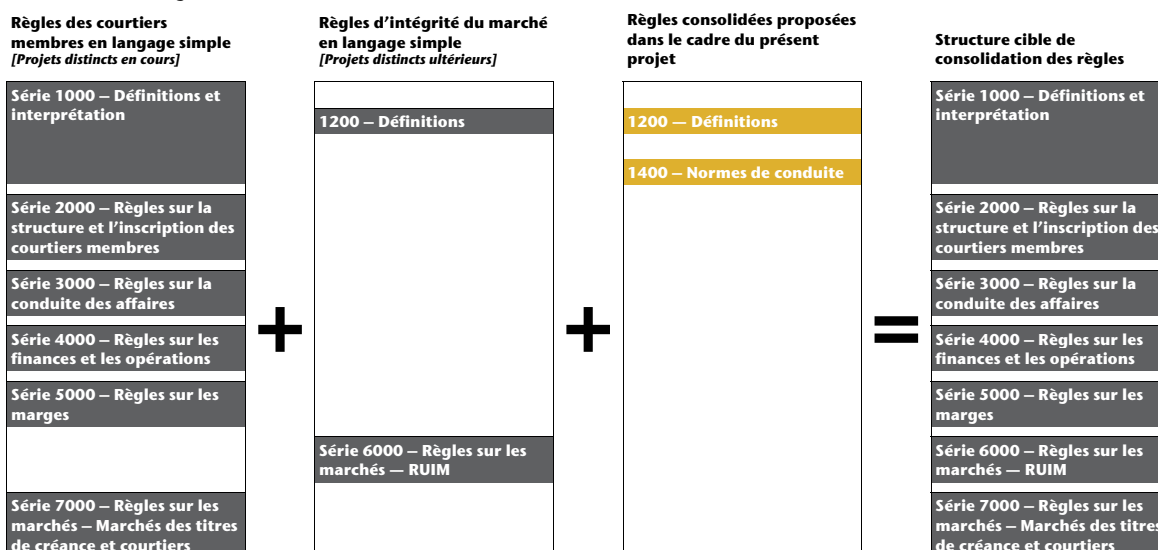 Règles des courtiers
membres en langage simple
[Projets distincts en cours]
Série 1000 – Définitions et
interprétation
Série 2000 – Règles sur la
structure et l’inscription des
courtiers membres
Série 3000 – Règles sur la
conduite des affaires
Série 4000 – Règles sur les
finances et les opérations
Série 5000 – Règles sur les
marges
Série 7000 – Règles sur les
marchés – Marchés des titres
de créance et courtiers
+
Règles d’intégrité du marché
en langage simple
[Projets distincts ultérieurs]
1200 – Définitions
Série 6000 – Règles sur les
marchés — RUIM
+
Règles consolidées proposées
dans le cadre du présent
projet
1200 — Définitions
1400 – Normes de conduite
=
Structure cible de
consolidation des règles
Série 1000 – Définitions et
interprétation
Série 2000 – Règles sur la
structure et l’inscription des
courtiers membres
Série 3000 – Règles sur la
conduite des affaires
Série 4000 – Règles sur les
finances et les opérations
Série 5000 – Règles sur les
marges
Série 6000 – Règles sur les
marchés — RUIM
Série 7000 – Règles sur les
marchés – Marchés des titres
de créance et courtiers